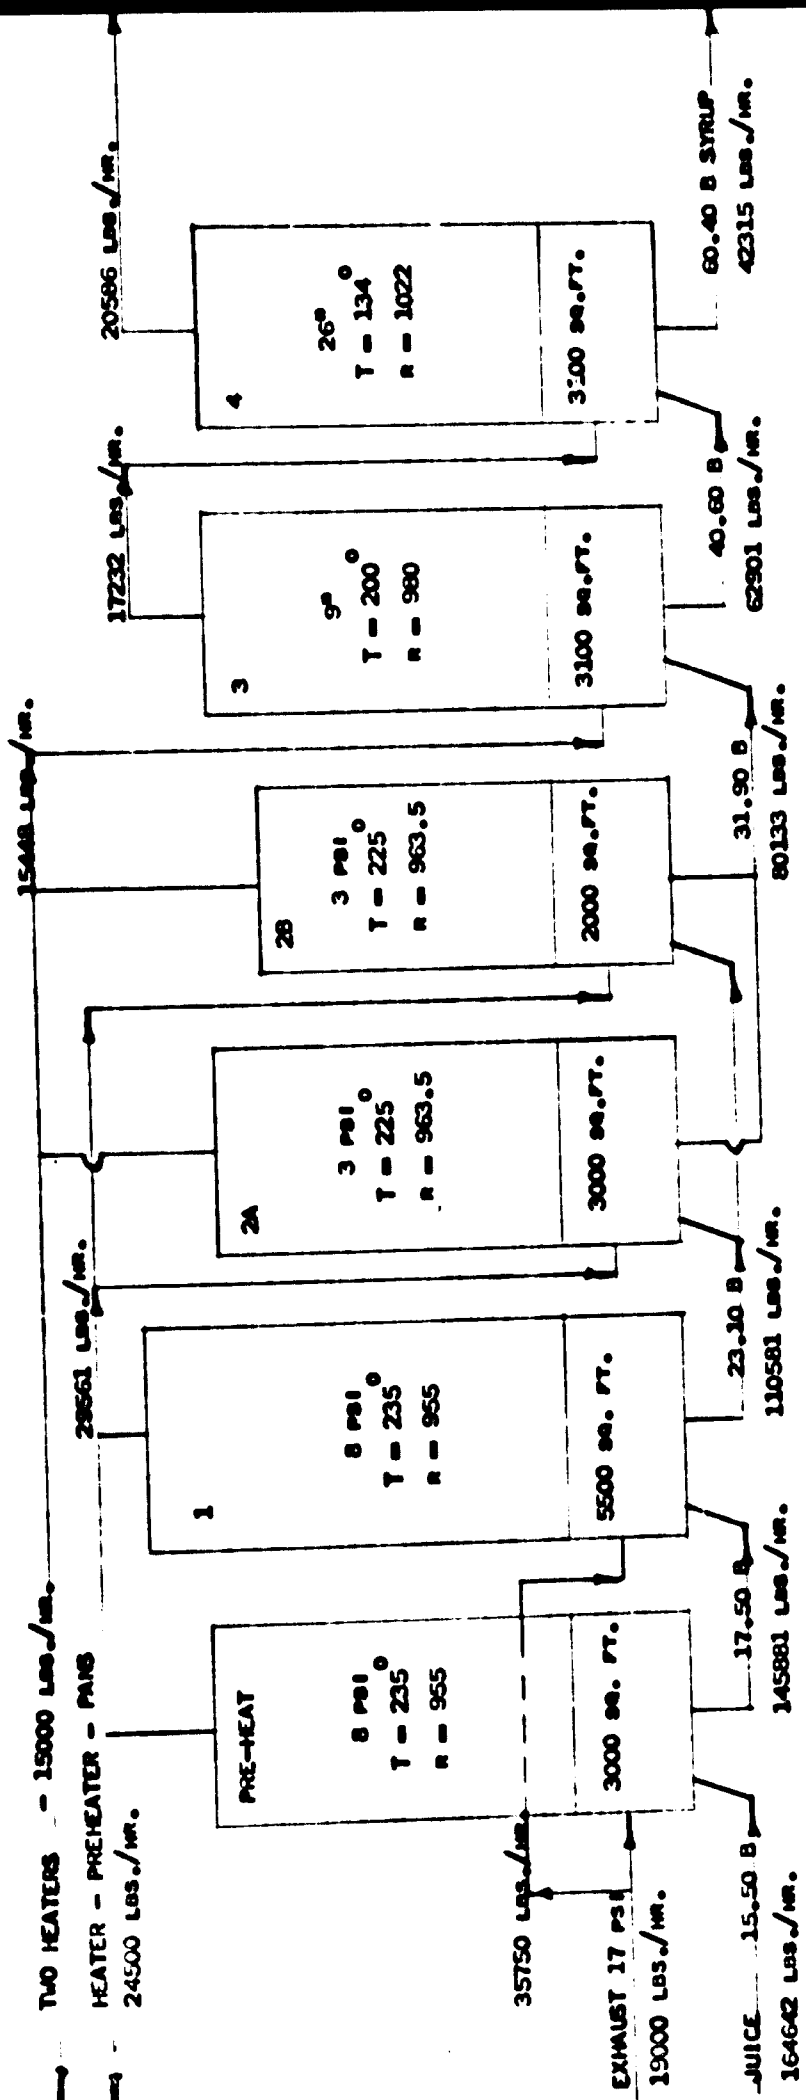 TWO HEATERS - 15000 LBS./HR.
HEATER - PREHEATER - PANS
24500 LBS./HR.
35750 LBS./HR.
EXHAUST 17 PSI
19000 LBS./HR.
JUICE 15.50 B
164642 LBS./HR.
PRE-HEAT
8 PSI
T = 235°
R = 955
3000 SQ. FT.
17.50 B
145881 LBS./HR.
1
8 PSI
T = 235°
R = 955
5500 SQ. FT.
29561 LBS./HR.
23.10 B
110581 LBS./HR.
2A
3 PSI
T = 225°
R = 963.5
3000 SQ.FT.
2B
3 PSI
T = 225°
R = 963.5
2000 SQ.FT.
15448 LBS./HR.
31.90 B
80133 LBS./HR.
3
9"
T = 200°
R = 980
3100 SQ.FT.
17232 LBS./HR.
40.60 B
62901 LBS./HR.
4
26"
T = 134°
R = 1022
3100 SQ.FT.
20586 LBS./HR.
60.40 B SYRUP
42315 LBS./HR.